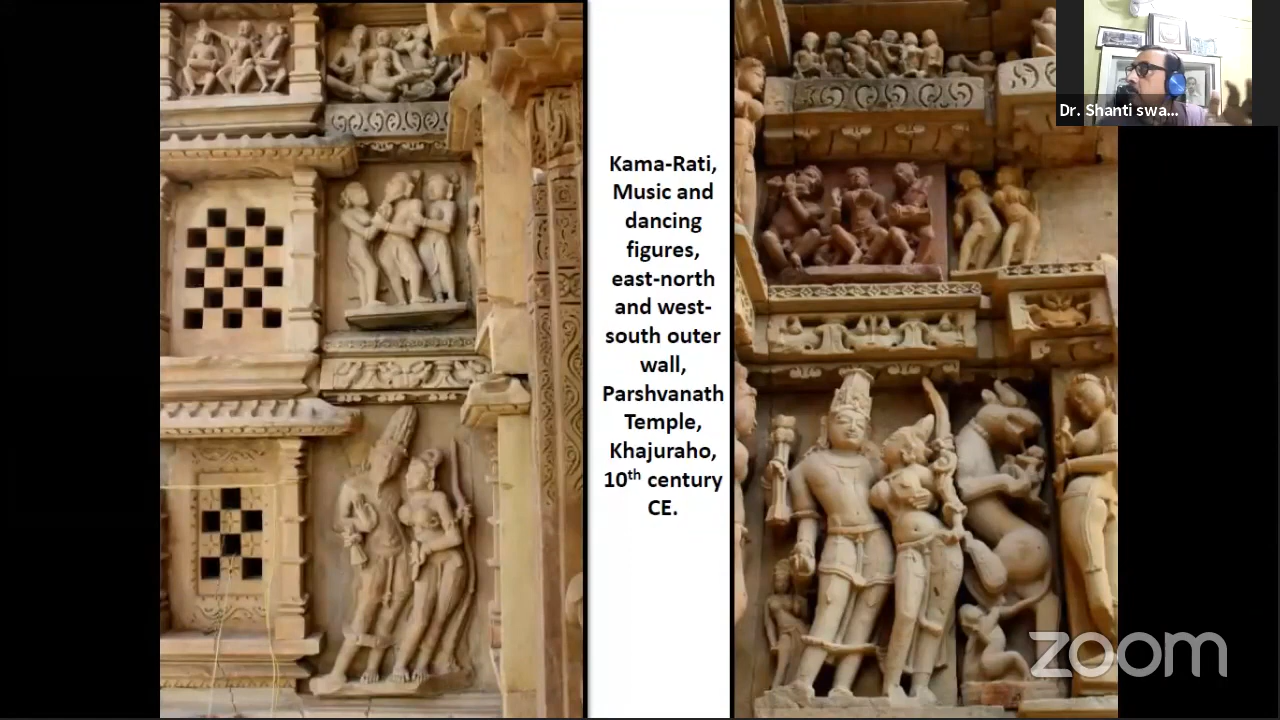 Kama-Rati,
Music and
dancing
figures,
east-north
and west-
south outer
wall,
Parshvanath
Temple,
Khajuraho,
10th century
CE.
Dr. Shanti swa...
zoom